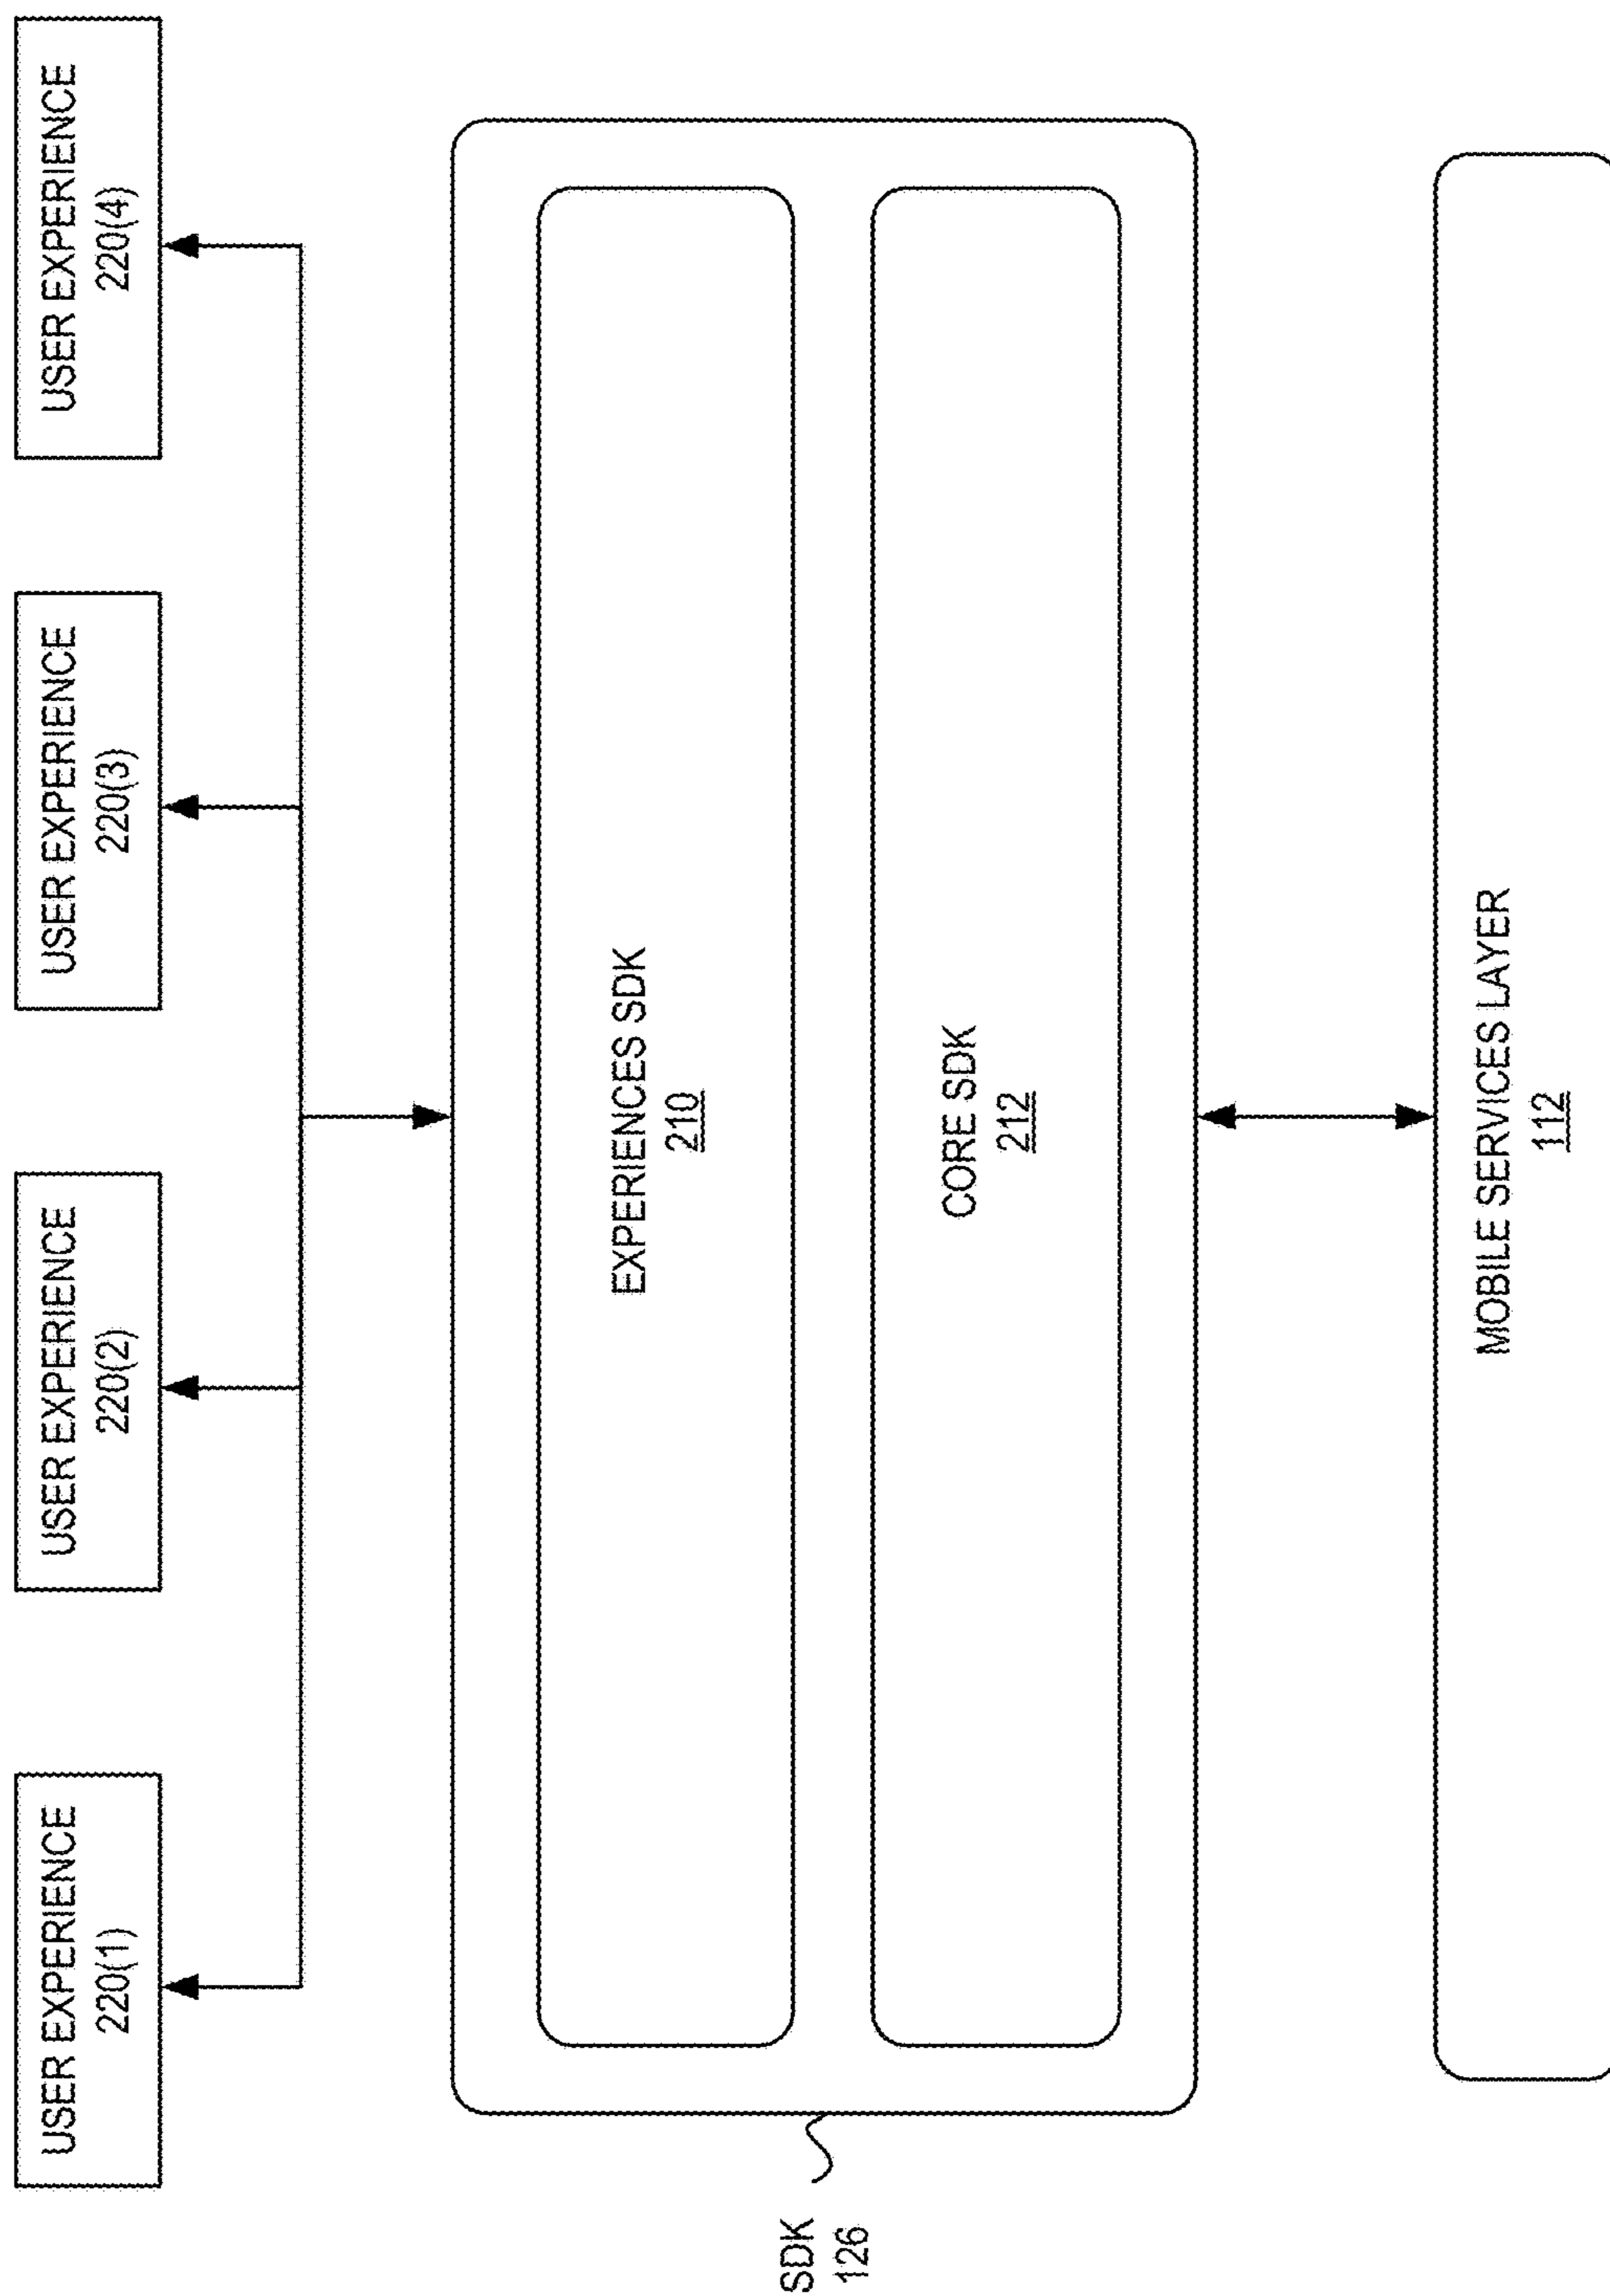 USER EXPERIENCE
220(1)
USER EXPERIENCE
220(2)
USER EXPERIENCE
220(3)
USER EXPERIENCE
220(4)
SDK
126
EXPERIENCES SDK
210
CORE SDK
212
MOBILE SERVICES LAYER
112